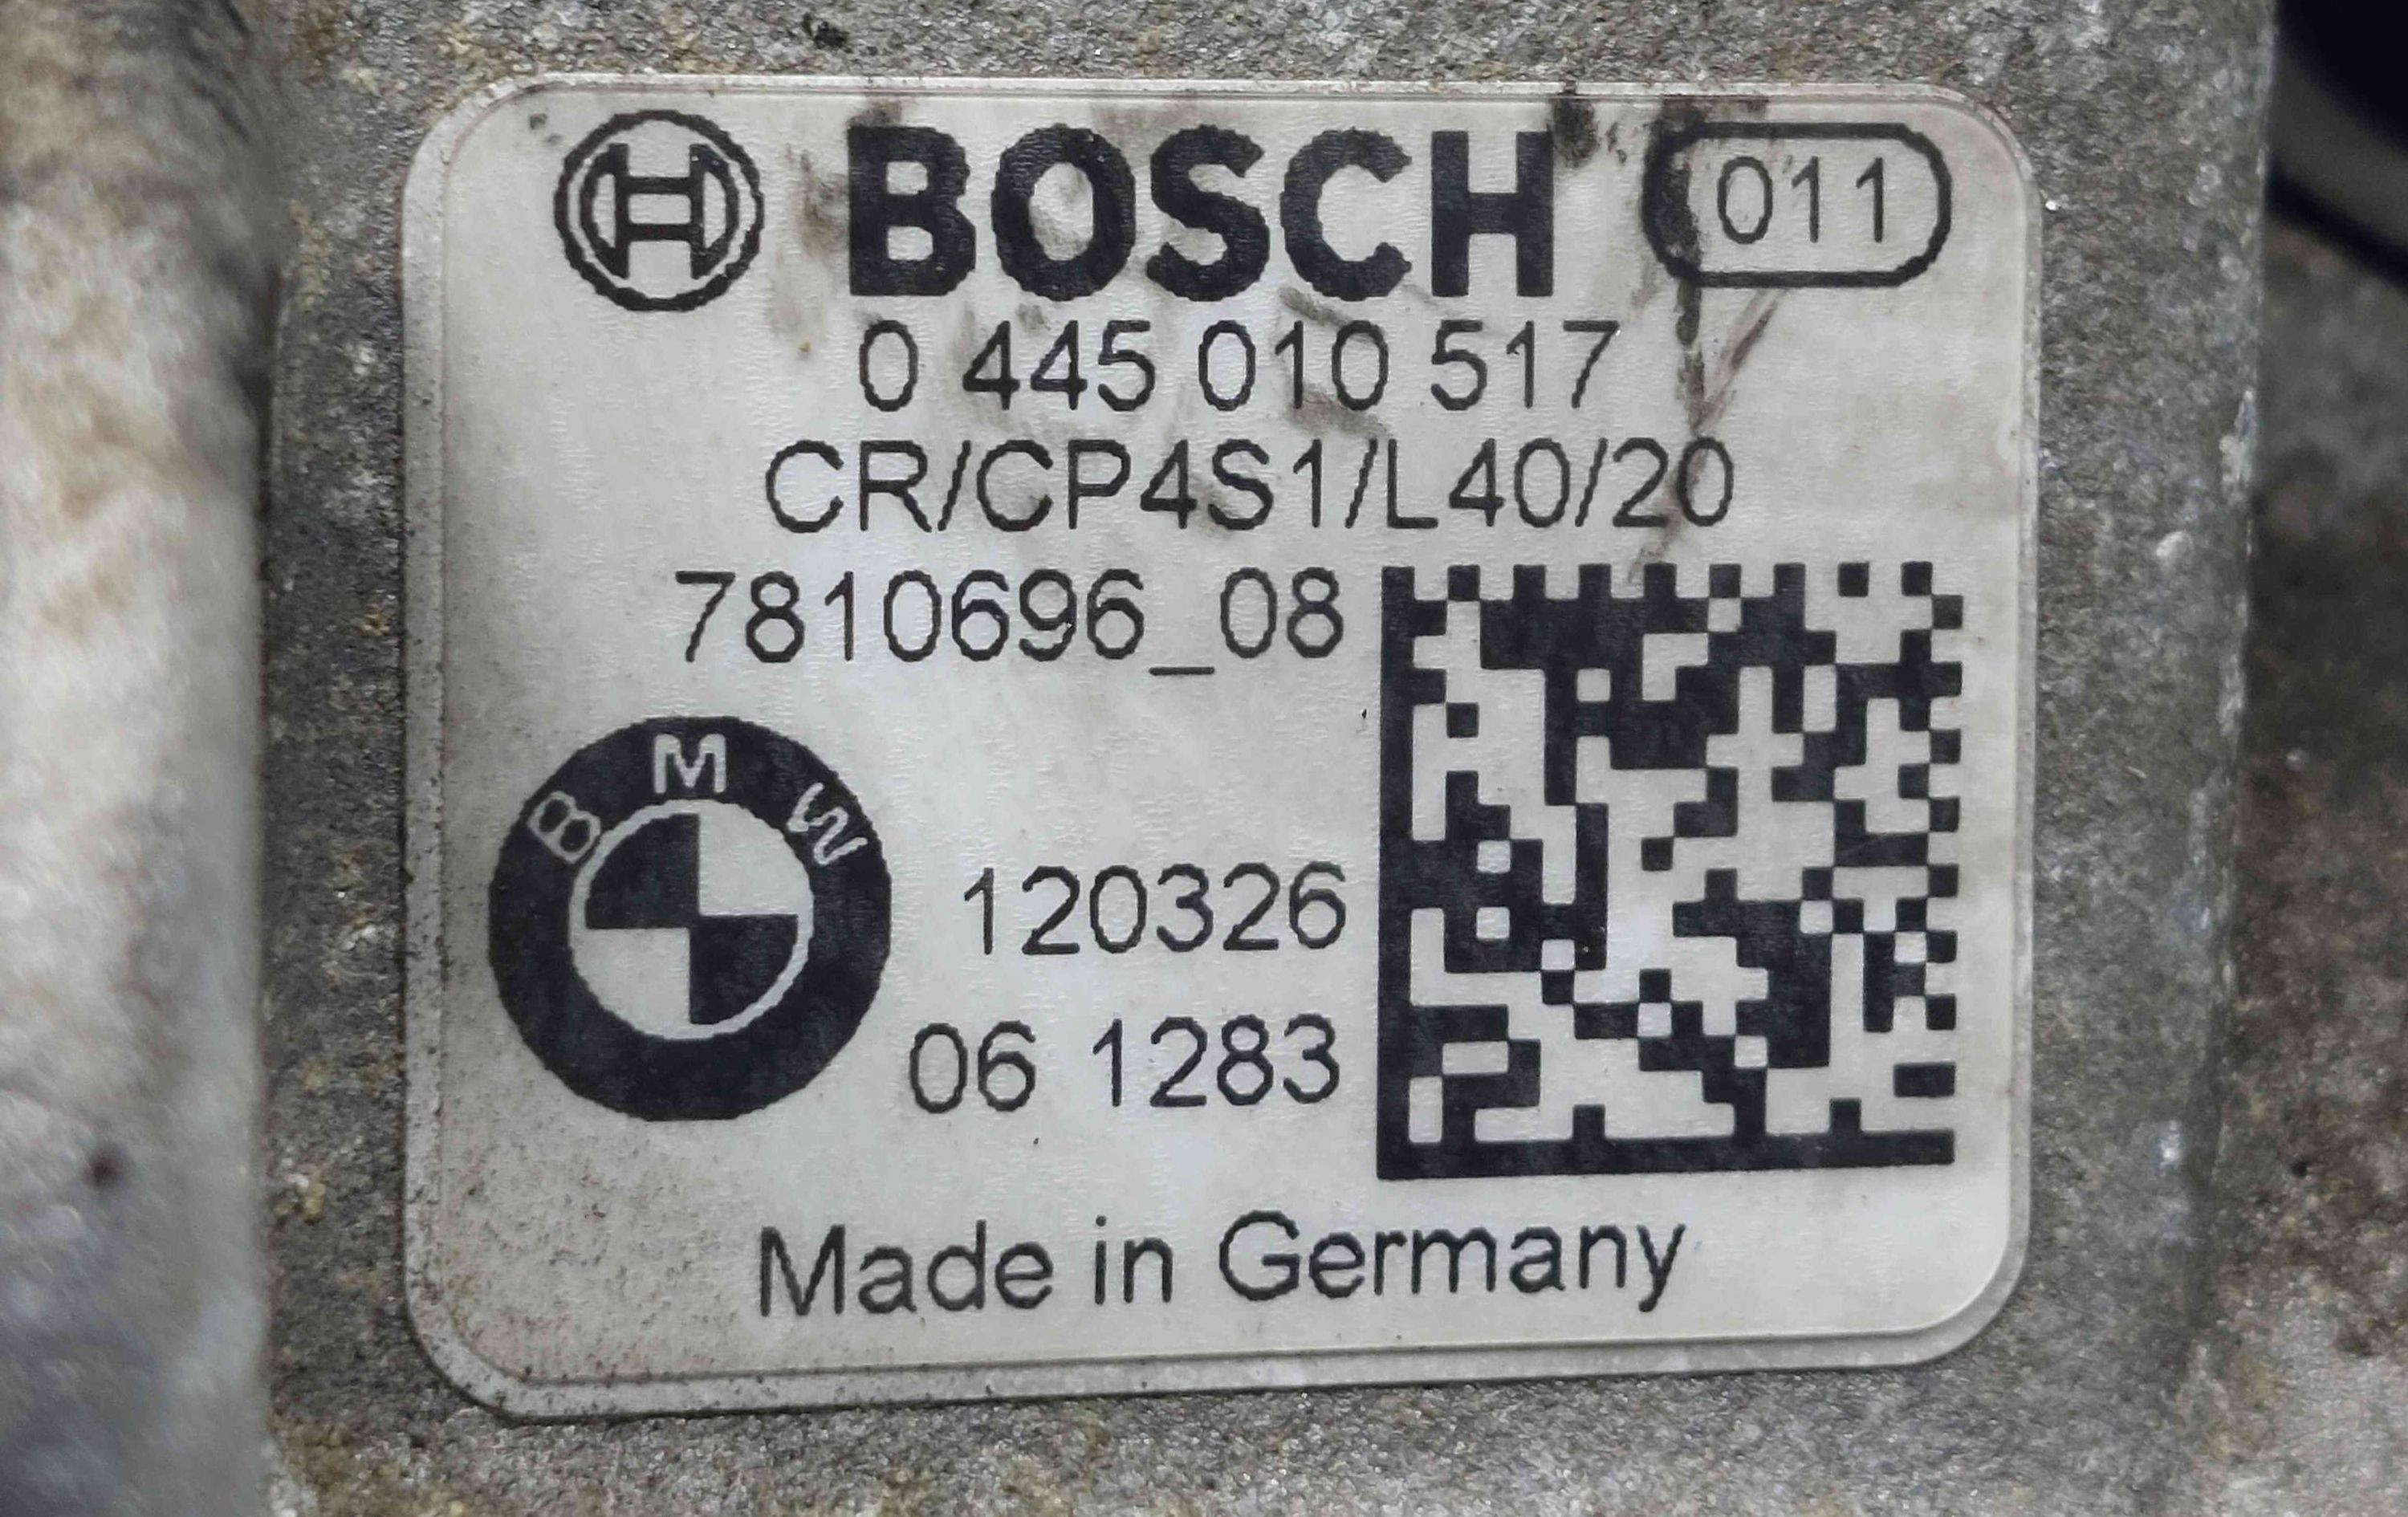 BOSCH 011
0 445 010 517
CR/CP4S1/L40/20
7810696_08
BMW
120326
06 1283
Made in Germany